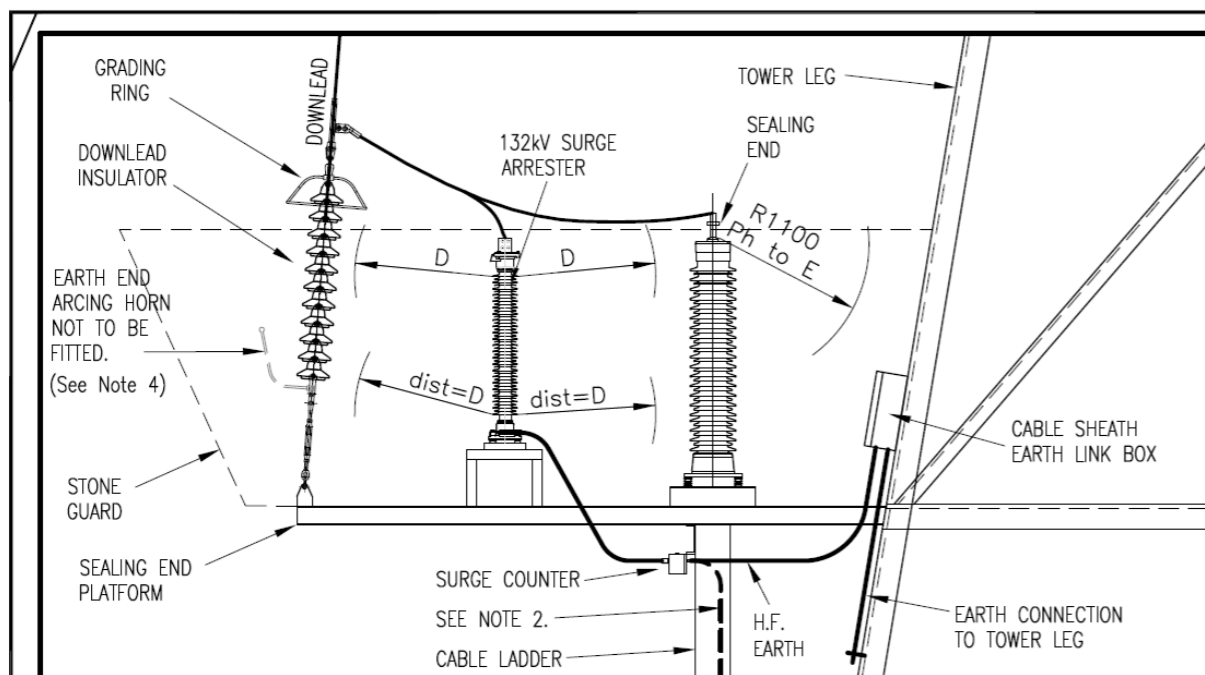 GRADING
RING
DOWNLEAD
TOWER LEG
SEALING
END
132kV SURGE
ARRESTER
DOWNLEAD
INSULATOR
R1100
Ph to E
D
D
EARTH END
ARCING HORN
NOT TO BE
FITTED.
(See Note 4)
dist=D
dist=D
CABLE SHEATH
EARTH LINK BOX
STONE
GUARD
SEALING END
PLATFORM
SURGE COUNTER
SEE NOTE 2.
CABLE LADDER
H.F.
EARTH
EARTH CONNECTION
TO TOWER LEG